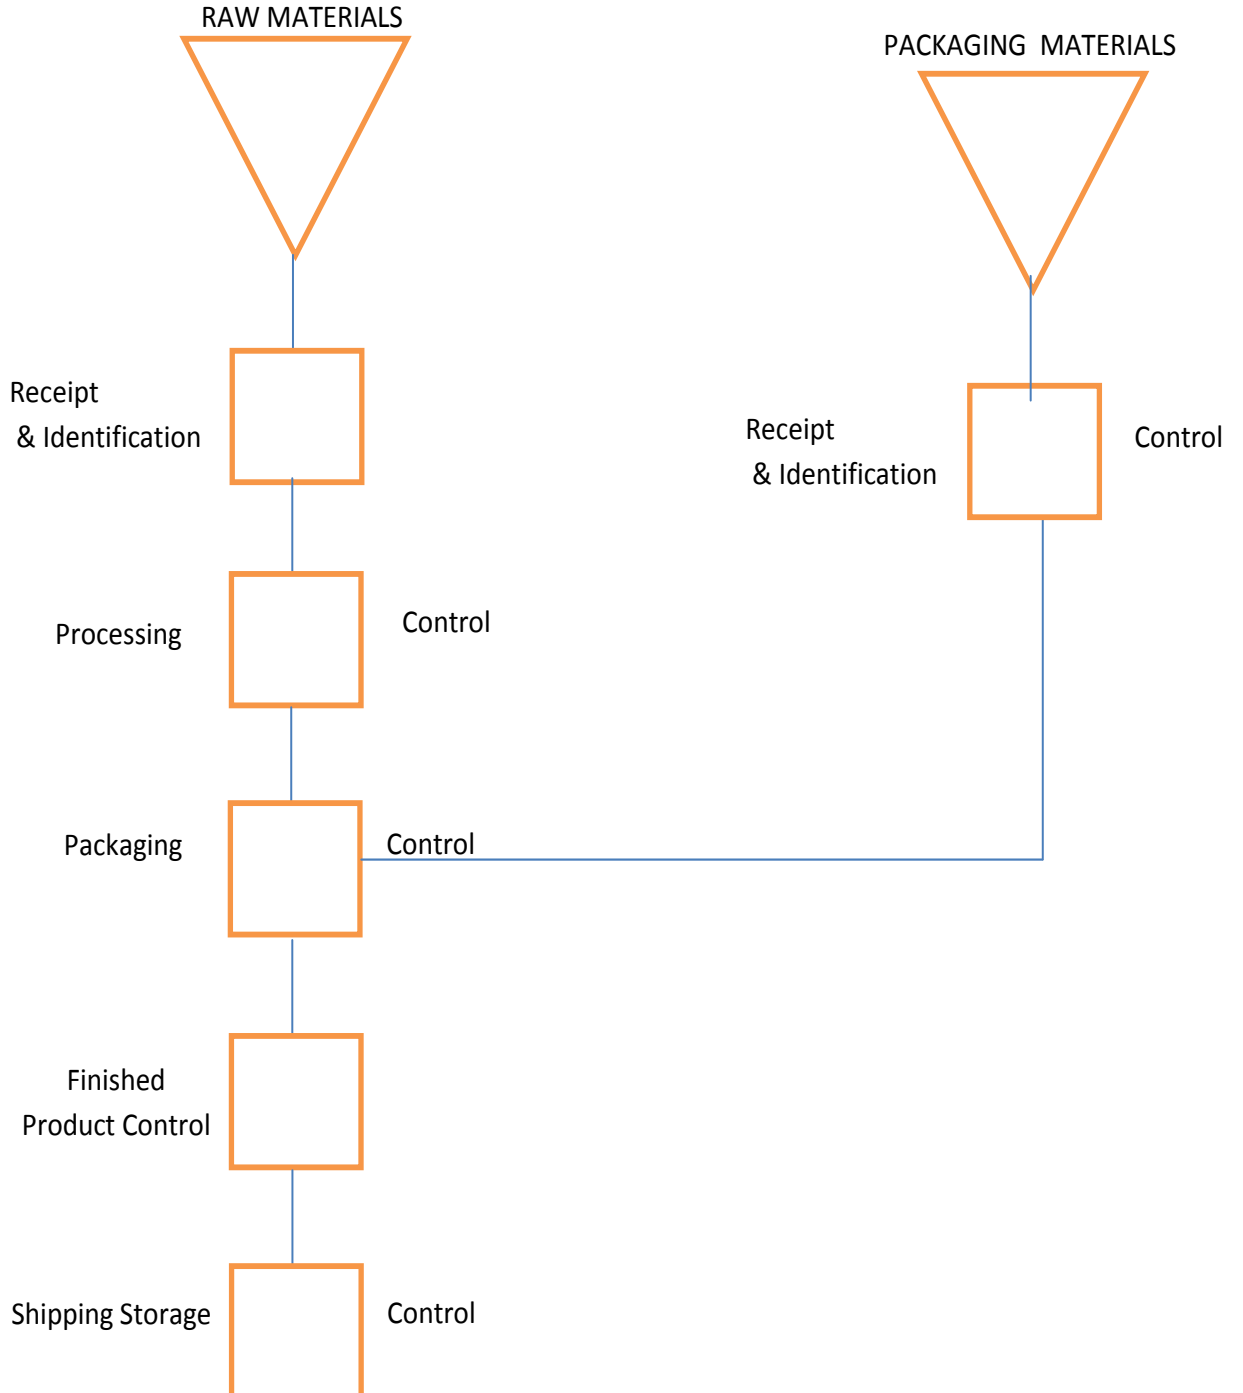 RAW MATERIALS
PACKAGING MATERIALS
Receipt
& Identification
Receipt
& Identification
Control
Processing
Control
Packaging
Control
Finished
Product Control
Shipping Storage
Control